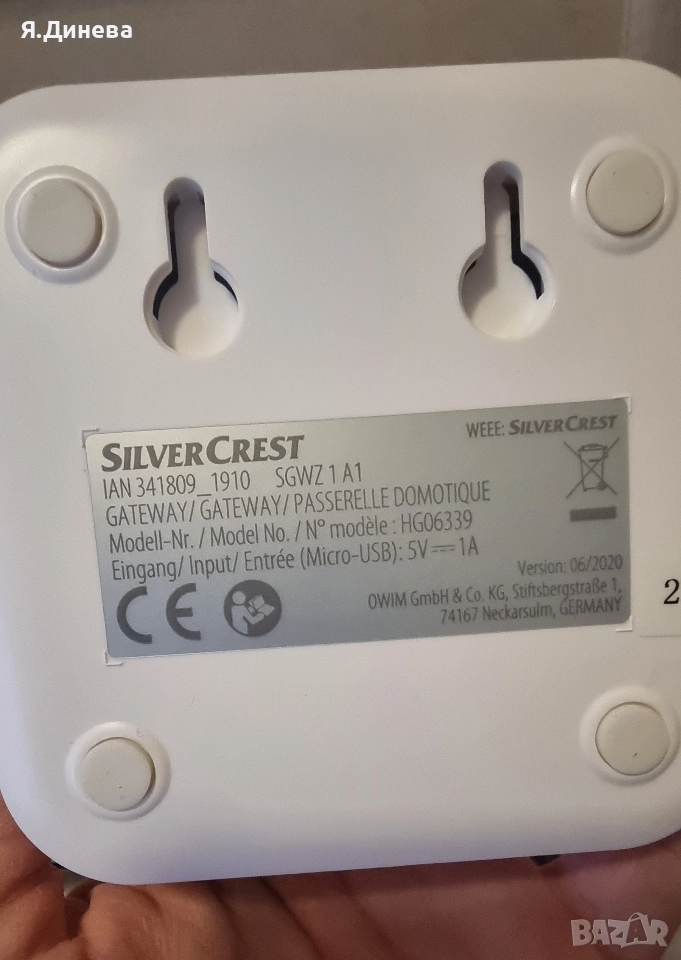 Я.Динева
SILVERCREST
WEEE: SILVERCREST
IAN 341809_1910 SGWZ 1 A1
GATEWAY/ GATEWAY/ PASSERELLE DOMOTIQUE
Modell-Nr. / Model No. / N° modèle : HG06339
Eingang/ Input/ Entrée (Micro-USB): 5V⎓1A
Version: 06/2020
OWIM GmbH & Co. KG, Stiftsbergstraße 1,
74167 Neckarsulm, GERMANY
CE
2
BAZAR